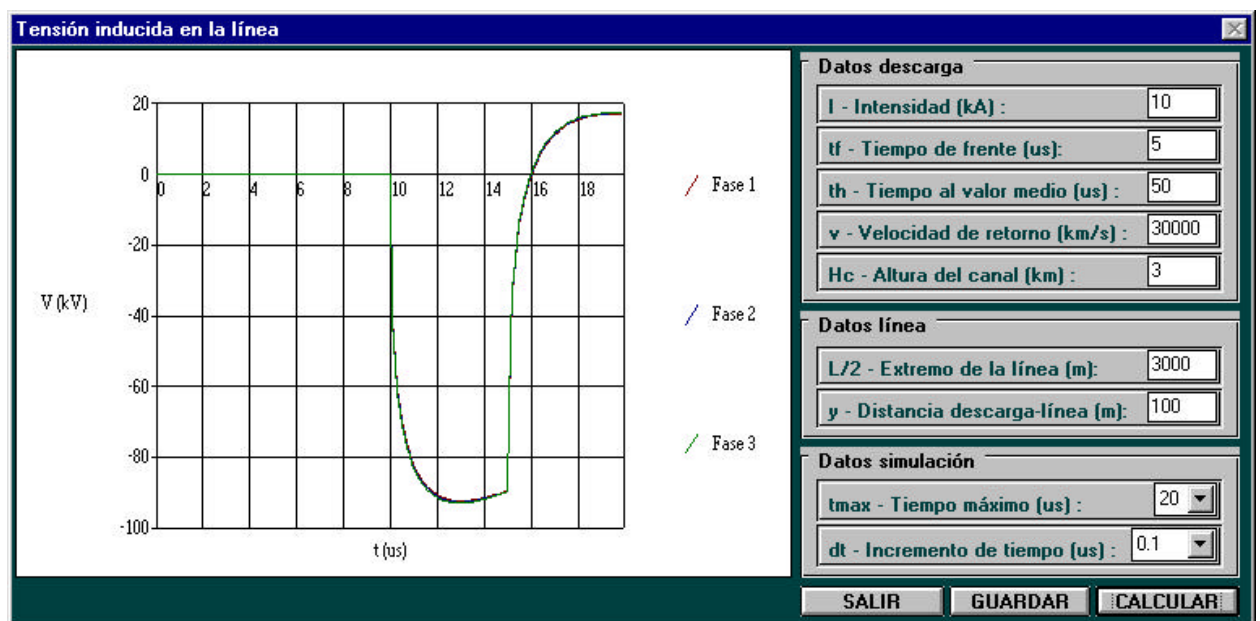 Tensión inducida en la línea
20
0
-20
-40
-60
-80
-100
V (kV)
0 2 4 6 8 10 12 14 16 18
t (us)
Fase 1
Fase 2
Fase 3
Datos descarga
I - Intensidad (kA) : 10
tf - Tiempo de frente (us): 5
th - Tiempo al valor medio (us) : 50
v - Velocidad de retorno (km/s) : 30000
Hc - Altura del canal (km) : 3
Datos línea
L/2 - Extremo de la línea (m): 3000
y - Distancia descarga-línea (m): 100
Datos simulación
tmax - Tiempo máximo (us) : 20
dt - Incremento de tiempo (us) : 0.1
SALIR GUARDAR CALCULAR